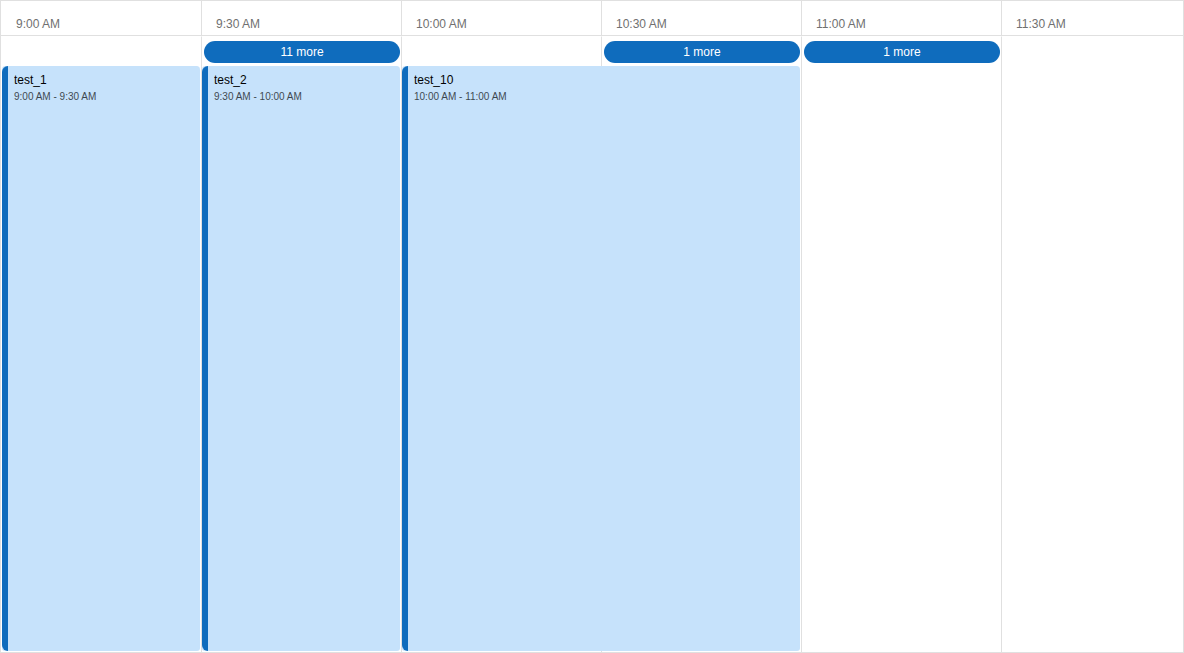 9:00 AM
9:30 AM
10:00 AM
10:30 AM
11:00 AM
11:30 AM
11 more
1 more
1 more
test_1
9:00 AM - 9:30 AM
test_2
9:30 AM - 10:00 AM
test_10
10:00 AM - 11:00 AM